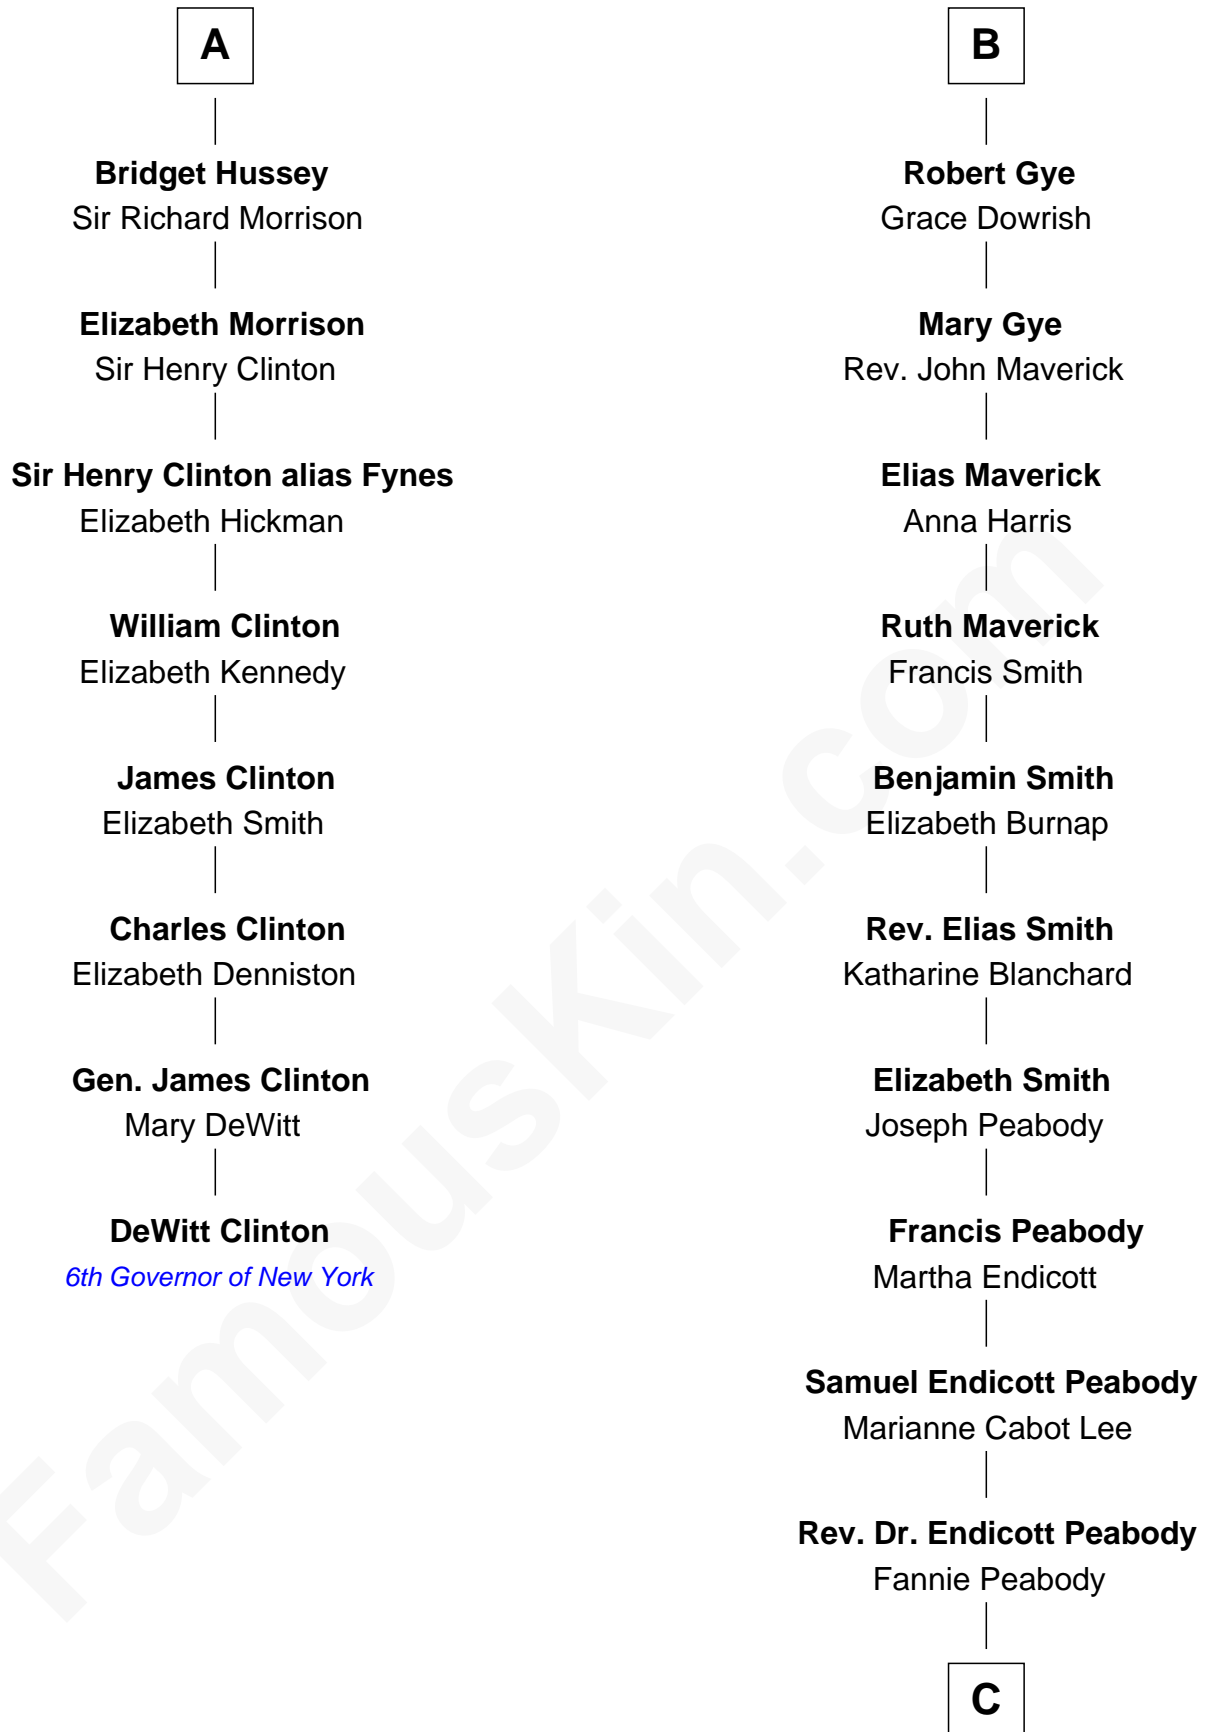 A
Bridget Hussey
Sir Richard Morrison
Elizabeth Morrison
Sir Henry Clinton
Sir Henry Clinton alias Fynes
Elizabeth Hickman
William Clinton
Elizabeth Kennedy
James Clinton
Elizabeth Smith
Charles Clinton
Elizabeth Denniston
Gen. James Clinton
Mary DeWitt
DeWitt Clinton
6th Governor of New York
B
Robert Gye
Grace Dowrish
Mary Gye
Rev. John Maverick
Elias Maverick
Anna Harris
Ruth Maverick
Francis Smith
Benjamin Smith
Elizabeth Burnap
Rev. Elias Smith
Katharine Blanchard
Elizabeth Smith
Joseph Peabody
Francis Peabody
Martha Endicott
Samuel Endicott Peabody
Marianne Cabot Lee
Rev. Dr. Endicott Peabody
Fannie Peabody
C
FamousKin.com